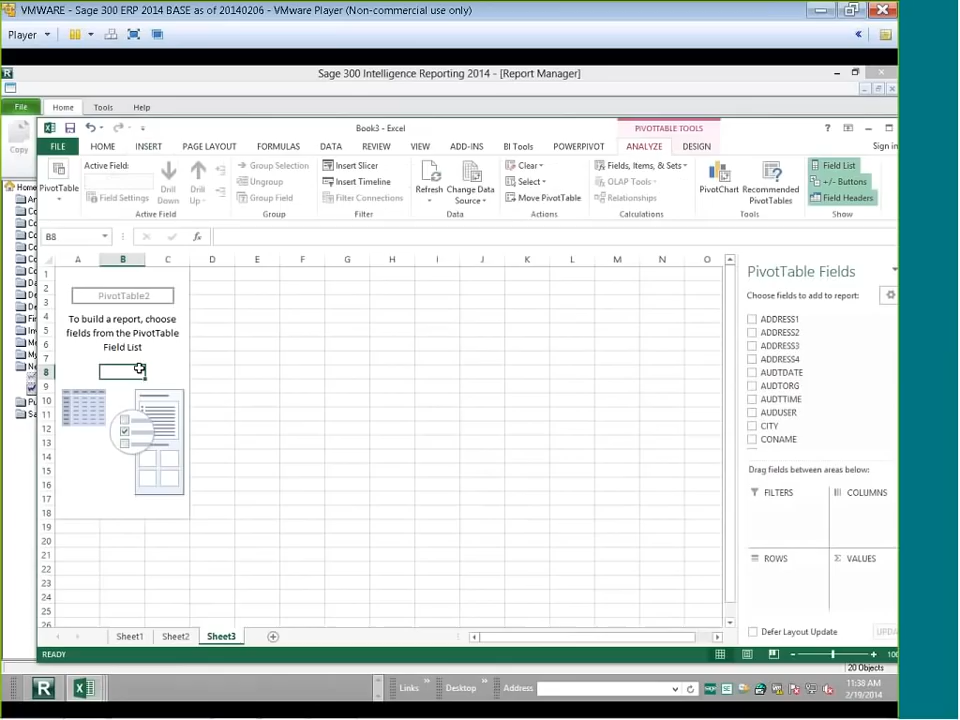 VMWARE - Sage 300 ERP 2014 BASE as of 20140206 - VMware Player (Non-commercial use only)
Player
Sage 300 Intelligence Reporting 2014 - [Report Manager]
File Home Tools Help
Copy
Book3 - Excel
PIVOTTABLE TOOLS
FILE HOME INSERT PAGE LAYOUT FORMULAS DATA REVIEW VIEW ADD-INS BI Tools POWERPIVOT ANALYZE DESIGN Sign in
PivotTable
Active Field:
Field Settings
Drill Down
Drill Up
Active Field
Group Selection
Ungroup
Group Field
Group
Insert Slicer
Insert Timeline
Filter Connections
Filter
Refresh
Change Data Source
Data
Clear
Select
Move PivotTable
Actions
Fields, Items, & Sets
OLAP Tools
Relationships
Calculations
PivotChart
Recommended PivotTables
Tools
Field List
+/- Buttons
Field Headers
Show
B8
fx
Home
A B C D E F G H I J K L M N O
1
2
3
4
5
6
7
8
9
10
11
12
13
14
15
16
17
18
19
20
21
22
23
24
25
26
PivotTable2
To build a report, choose
fields from the PivotTable
Field List
PivotTable Fields
Choose fields to add to report:
ADDRESS1
ADDRESS2
ADDRESS3
ADDRESS4
AUDTDATE
AUDTORG
AUDTTIME
AUDUSER
CITY
CONAME
Drag fields between areas below:
FILTERS
COLUMNS
ROWS
Σ VALUES
Defer Layout Update
UPD
Sheet1 Sheet2 Sheet3
READY
100
20 Objects
R
Links
Desktop
Address
11:38 AM
2/19/2014